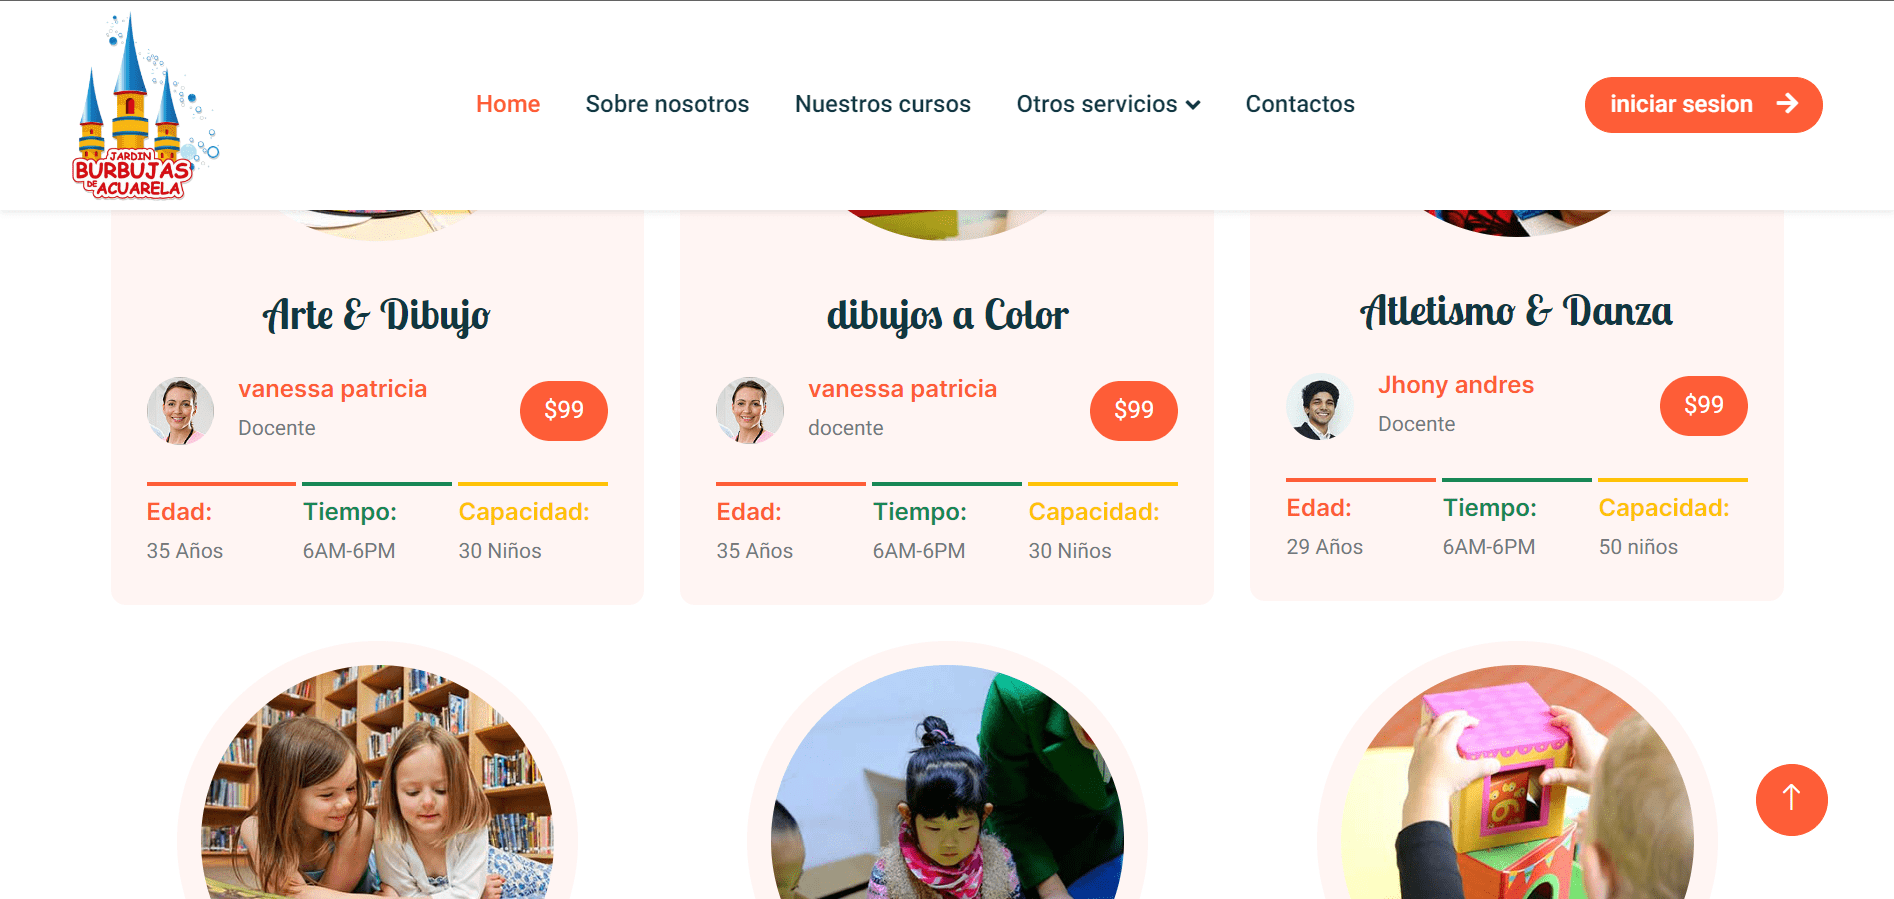 JARDIN
BURBUJAS
DE ACUARELA
Home
Sobre nosotros
Nuestros cursos
Otros servicios
Contactos
iniciar sesion
Arte & Dibujo
vanessa patricia
Docente
$99
Edad:
Tiempo:
Capacidad:
35 Años
6AM-6PM
30 Niños
dibujos a Color
vanessa patricia
docente
$99
Edad:
Tiempo:
Capacidad:
35 Años
6AM-6PM
30 Niños
Atletismo & Danza
Jhony andres
Docente
$99
Edad:
Tiempo:
Capacidad:
29 Años
6AM-6PM
50 niños